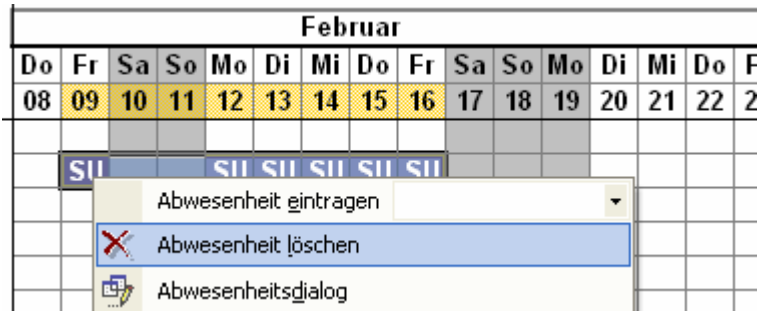 Februar
Do Fr Sa So Mo Di Mi Do Fr Sa So Mo Di Mi Do F
08 09 10 11 12 13 14 15 16 17 18 19 20 21 22 2
SU SU SU SU SU SU
Abwesenheit eintragen
Abwesenheit löschen
Abwesenheitsdialog